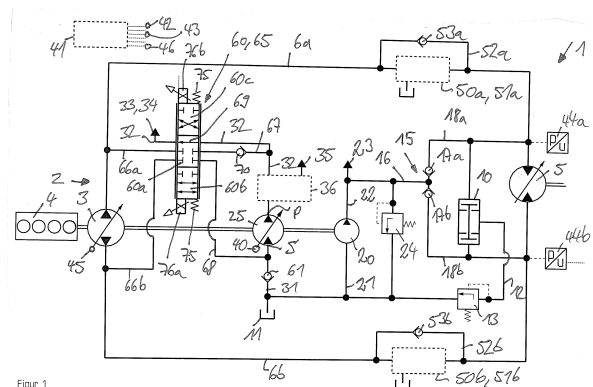 42
43
41
46
76b
60, 65
75
60c
69
33, 34
32
32
67
6a
53a
52a
50a, 51a
1
44a
p/U
66a
60a
60b
70
32
35
36
23
16
15
18a
17a
17b
10
5
2
4
3
25
P
S
22
20
24
44b
p/U
45
75
76a
68
40
61
31
21
18b
12
13
66b
11
53b
52b
50b, 51b
6b
Figur 1